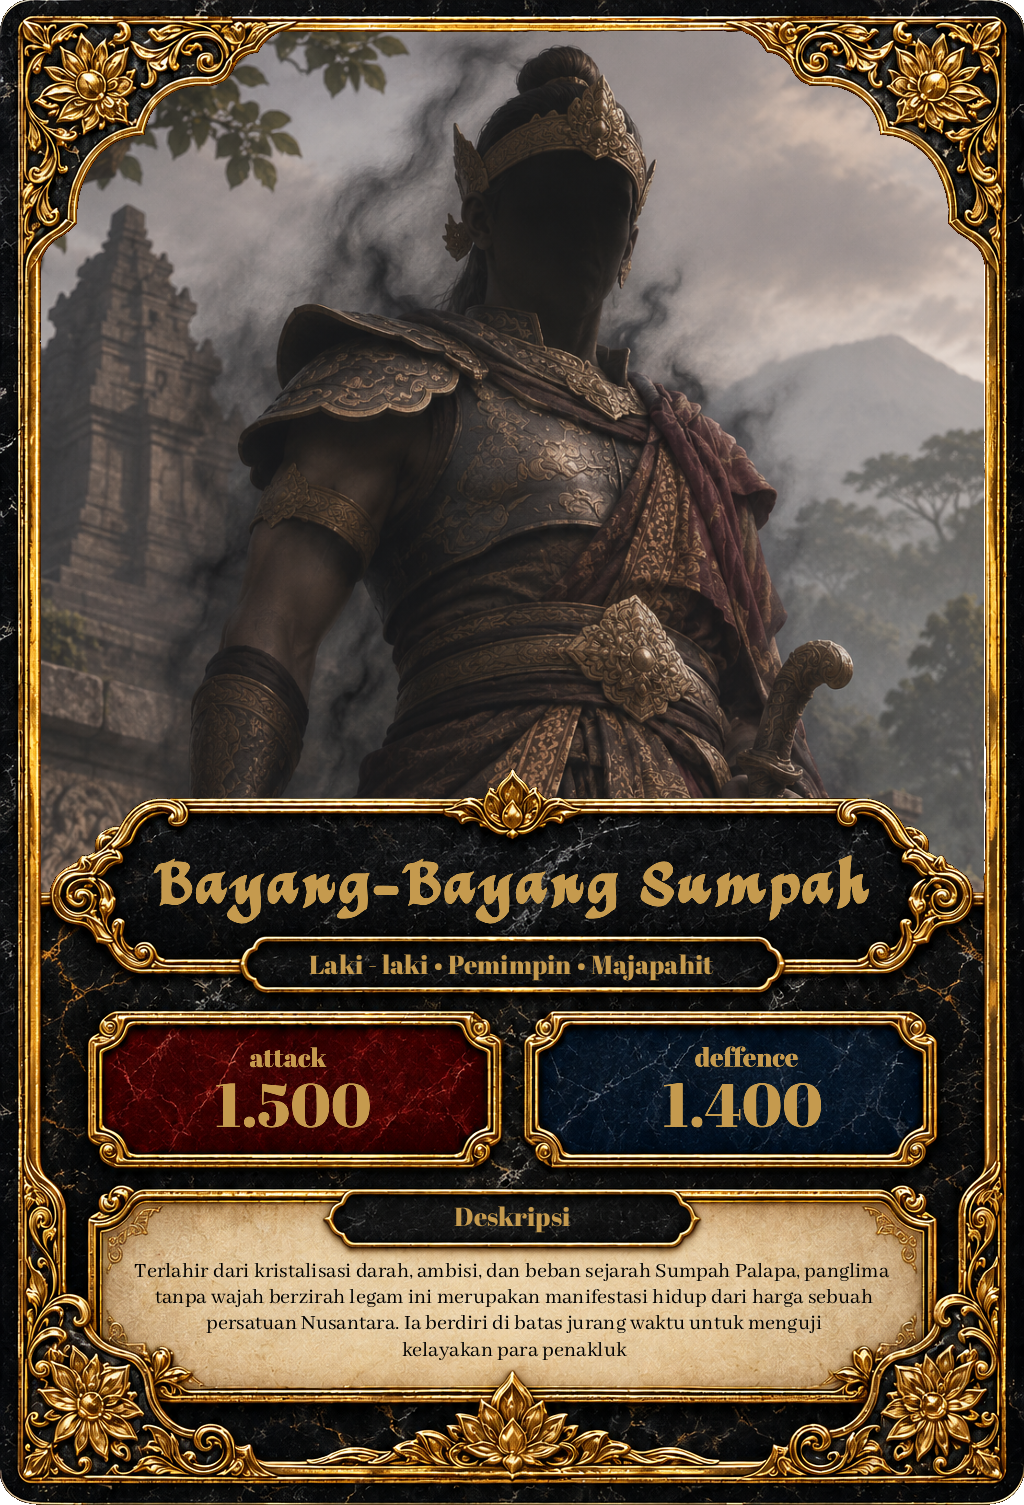 Bayang-Bayang Sumpah
Laki - laki • Pemimpin • Majapahit
attack
1.500
deffence
1.400
Deskripsi
Terlahir dari kristalisasi darah, ambisi, dan beban sejarah Sumpah Palapa, panglima
tanpa wajah berzirah legam ini merupakan manifestasi hidup dari harga sebuah
persatuan Nusantara. Ia berdiri di batas jurang waktu untuk menguji
kelayakan para penakluk